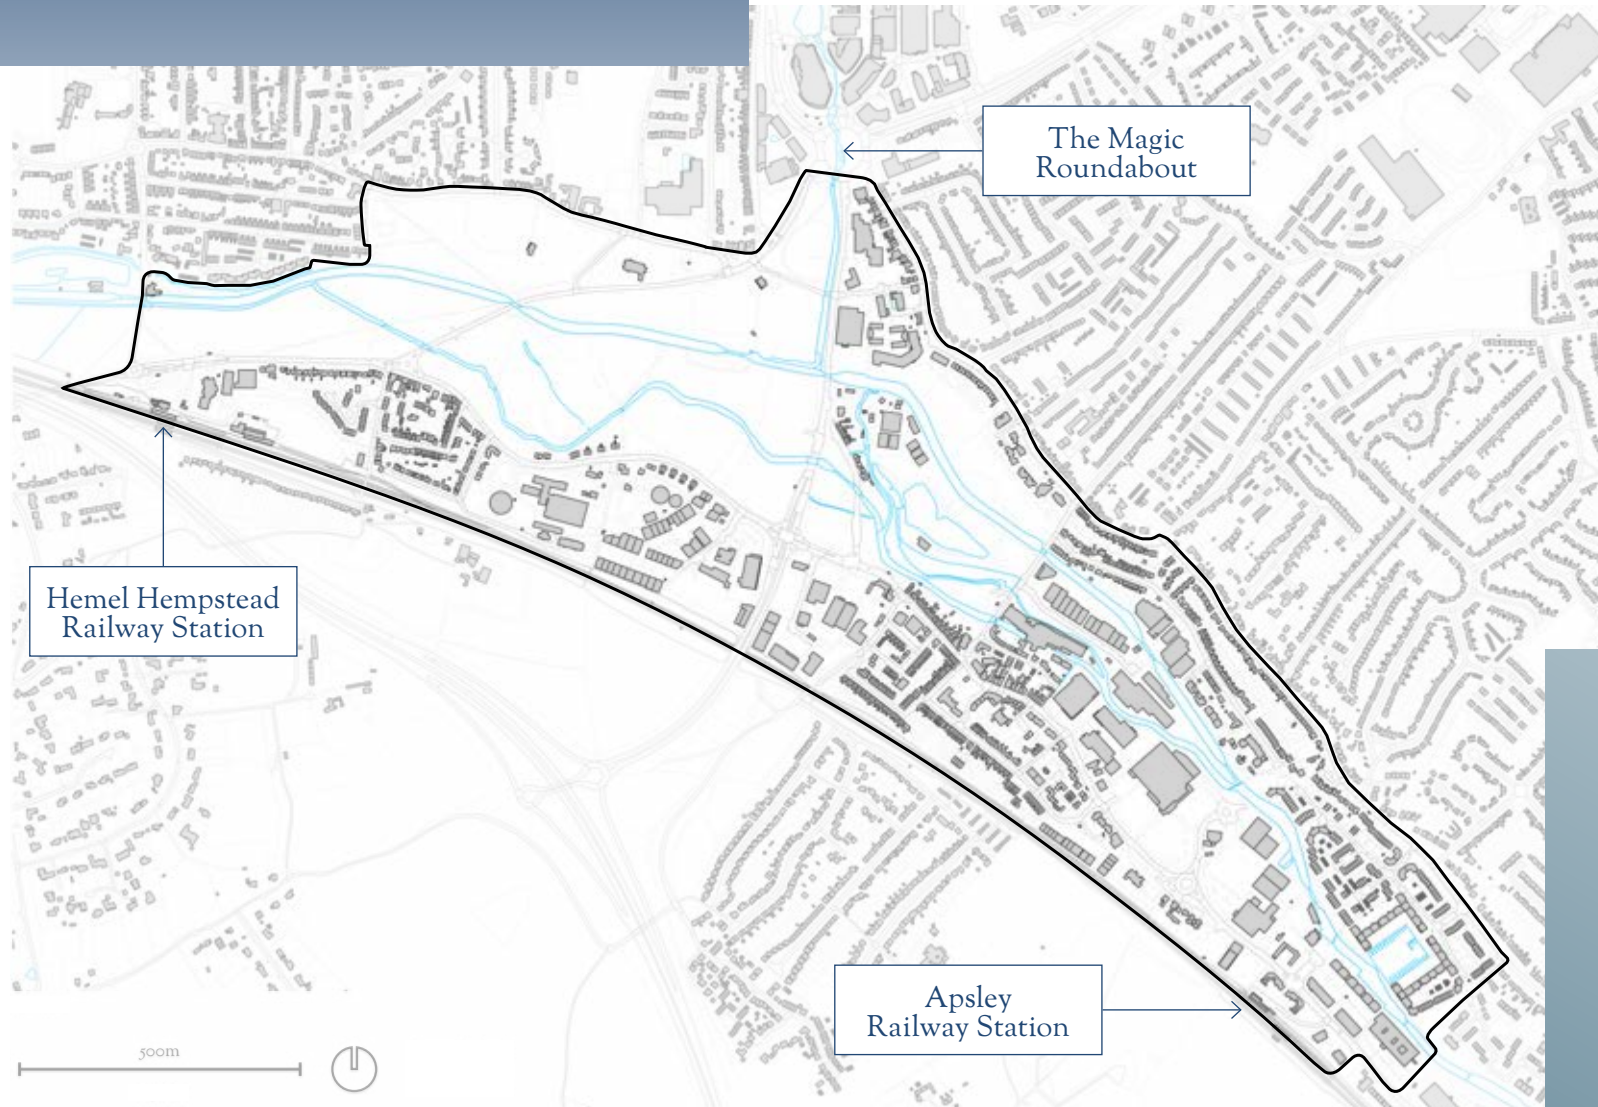 The Magic
Roundabout
Hemel Hempstead
Railway Station
Apsley
Railway Station
500m